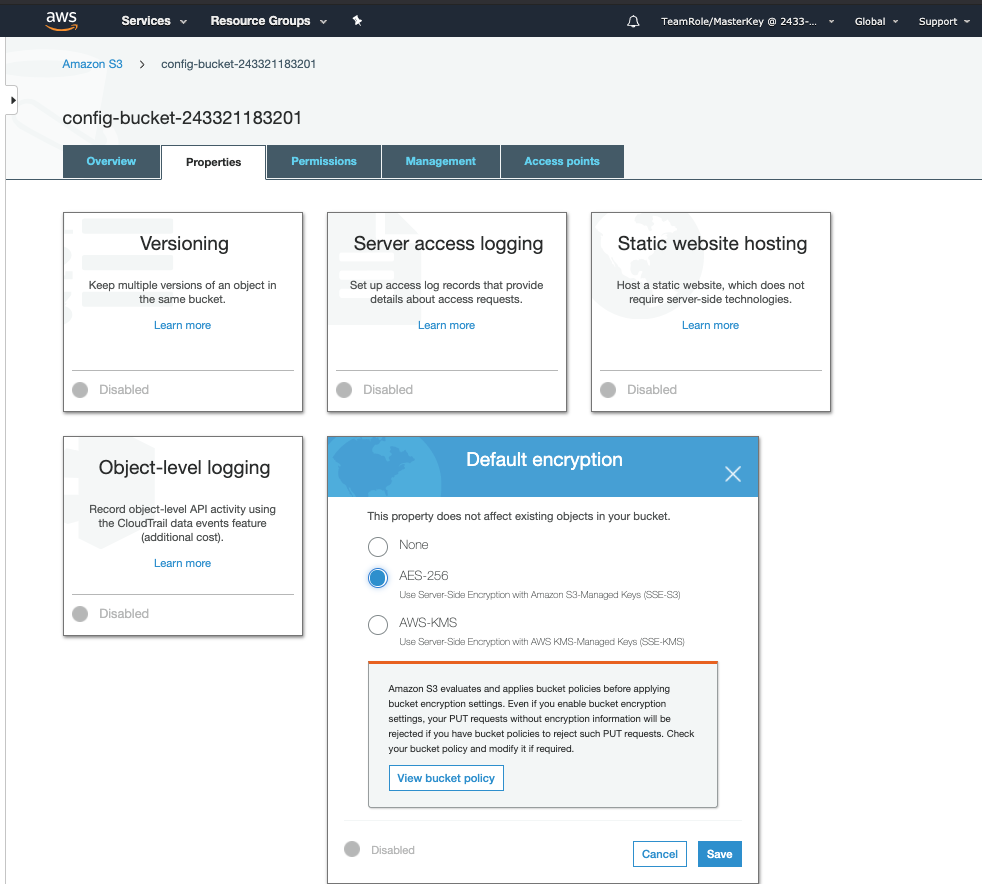 aws
Services
Resource Groups
TeamRole/MasterKey @ 2433-...
Global
Support
Amazon S3 > config-bucket-243321183201
config-bucket-243321183201
Overview
Properties
Permissions
Management
Access points
Versioning
Keep multiple versions of an object in
the same bucket.
Learn more
Disabled
Server access logging
Set up access log records that provide
details about access requests.
Learn more
Disabled
Static website hosting
Host a static website, which does not
require server-side technologies.
Learn more
Disabled
Object-level logging
Record object-level API activity using
the CloudTrail data events feature
(additional cost).
Learn more
Disabled
Default encryption
This property does not affect existing objects in your bucket.
None
AES-256
Use Server-Side Encryption with Amazon S3-Managed Keys (SSE-S3)
AWS-KMS
Use Server-Side Encryption with AWS KMS-Managed Keys (SSE-KMS)
Amazon S3 evaluates and applies bucket policies before applying
bucket encryption settings. Even if you enable bucket encryption
settings, your PUT requests without encryption information will be
rejected if you have bucket policies to reject such PUT requests. Check
your bucket policy and modify it if required.
View bucket policy
Disabled
Cancel
Save